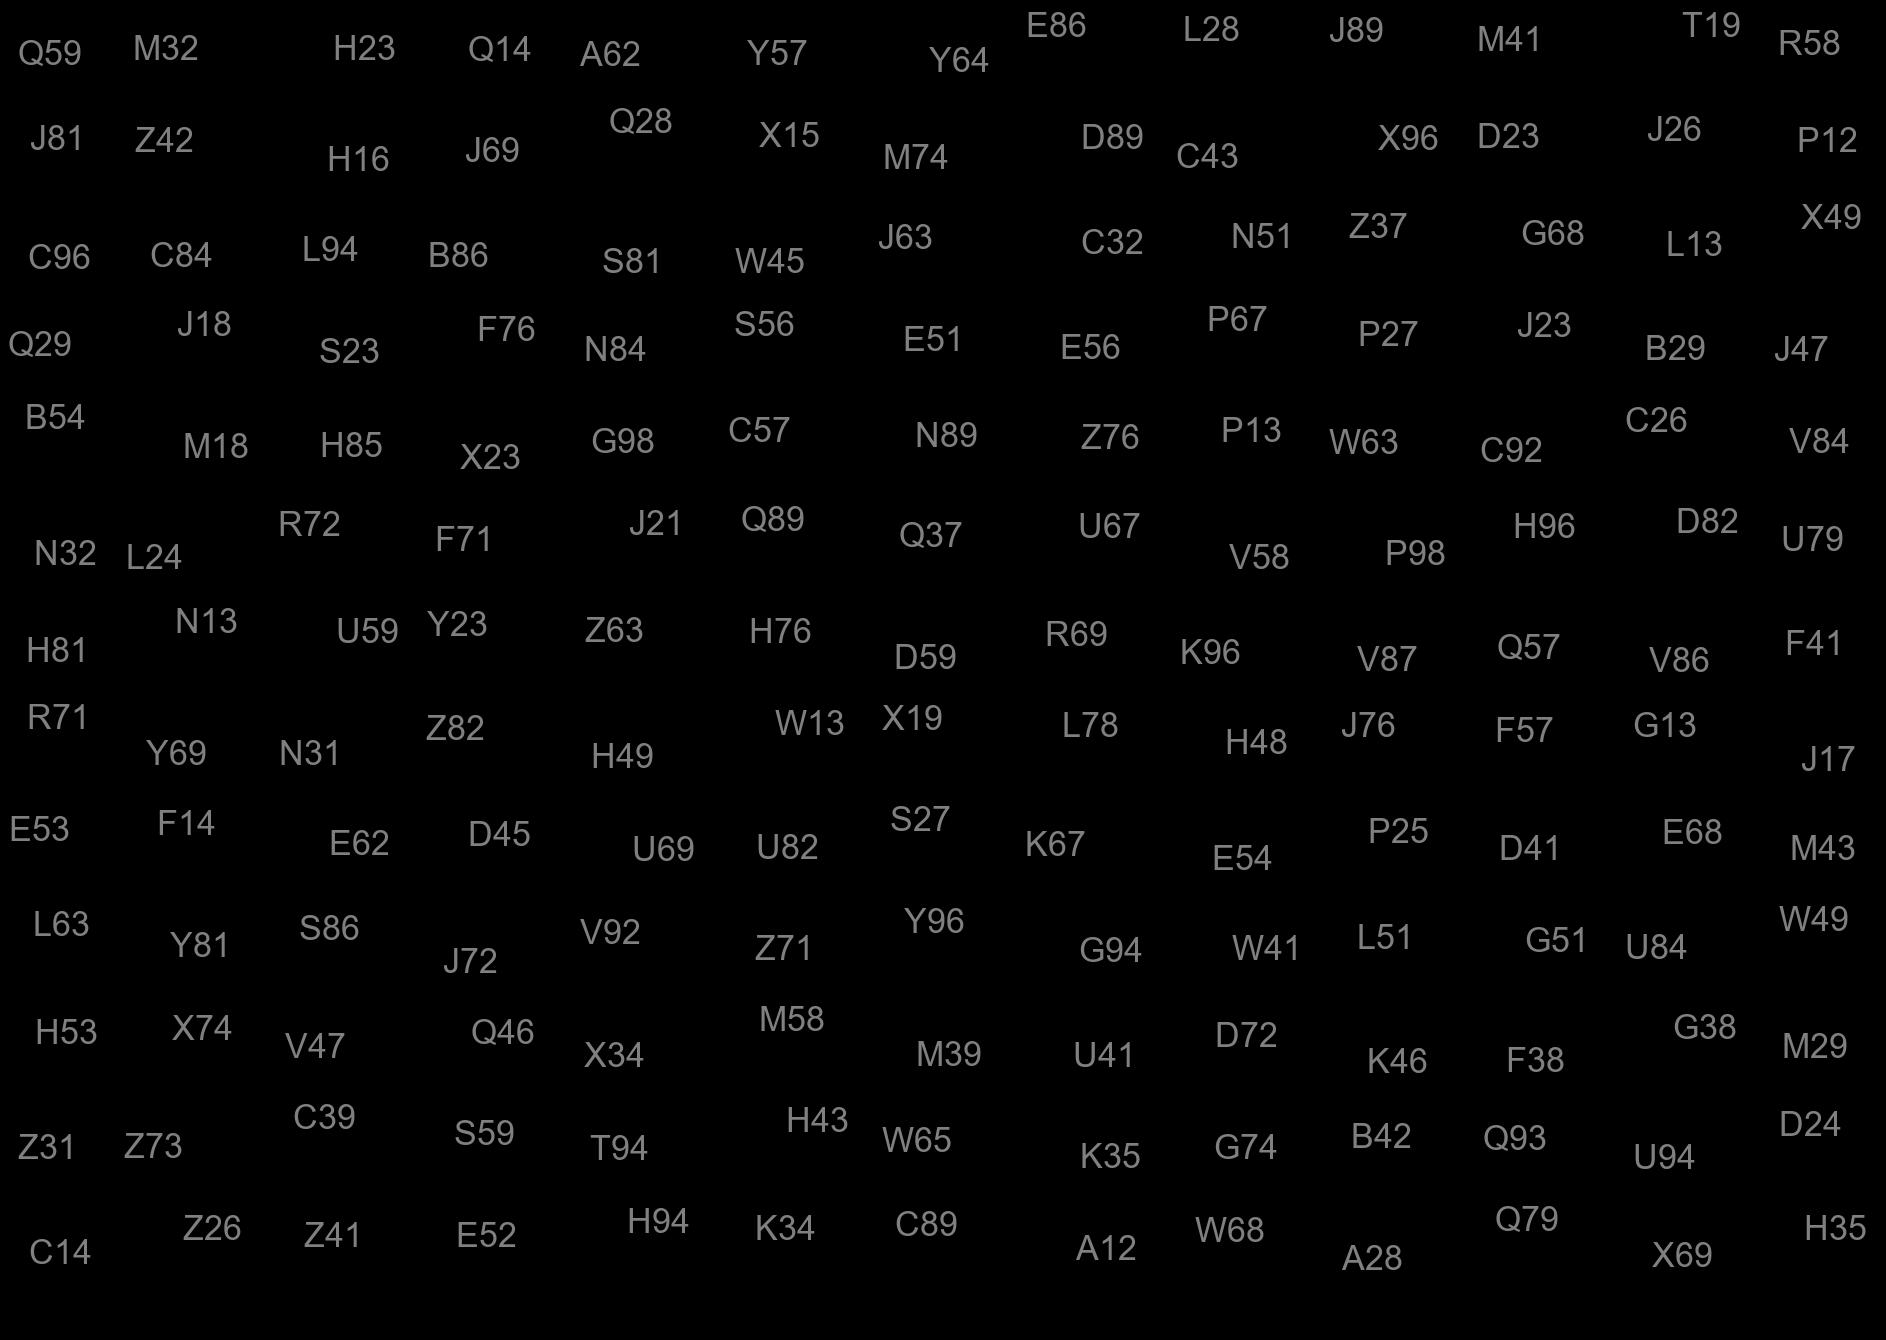 Q59 M32 H23 Q14 A62 Y57 Y64 E86 L28 J89 M41 T19 R58
J81 Z42 H16 J69 Q28 X15 M74 D89 C43 X96 D23 J26 P12
C96 C84 L94 B86 S81 W45 J63 C32 N51 Z37 G68 L13 X49
Q29 J18 S23 F76 N84 S56 E51 E56 P67 P27 J23 B29 J47
B54 M18 H85 X23 G98 C57 N89 Z76 P13 W63 C92 C26 V84
N32 L24 R72 F71 J21 Q89 Q37 U67 V58 P98 H96 D82 U79
H81 N13 U59 Y23 Z63 H76 D59 R69 K96 V87 Q57 V86 F41
R71 Y69 N31 Z82 H49 W13 X19 L78 H48 J76 F57 G13 J17
E53 F14 E62 D45 U69 U82 S27 K67 E54 P25 D41 E68 M43
L63 Y81 S86 J72 V92 Z71 Y96 G94 W41 L51 G51 U84 W49
H53 X74 V47 Q46 X34 M58 M39 U41 D72 K46 F38 G38 M29
Z31 Z73 C39 S59 T94 H43 W65 K35 G74 B42 Q93 U94 D24
C14 Z26 Z41 E52 H94 K34 C89 A12 W68 A28 Q79 X69 H35